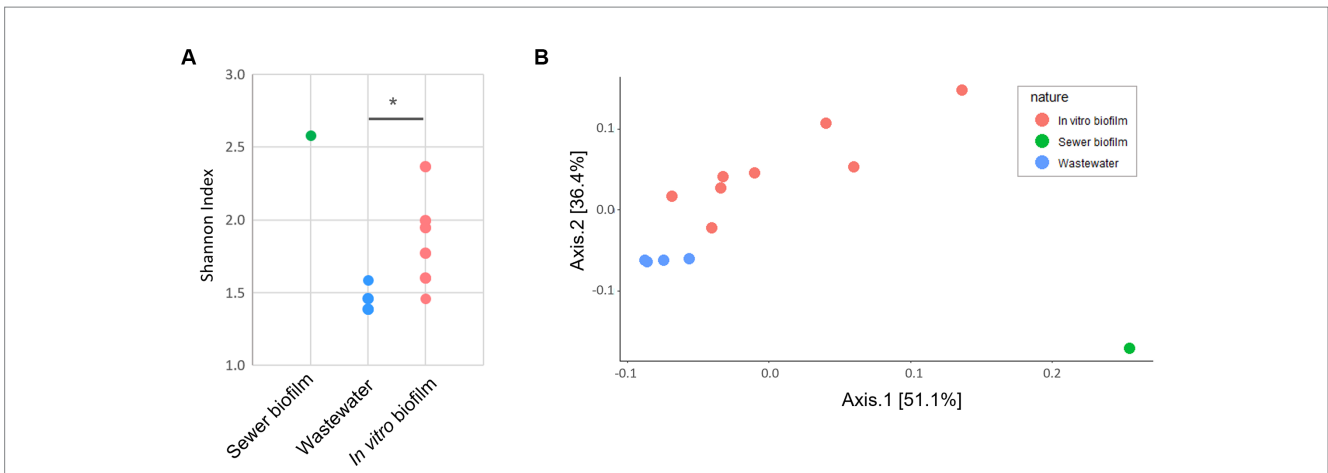 A
3.0
2.5
2.0
1.5
1.0
Shannon Index
*
Sewer biofilm
Wastewater
In vitro biofilm
B
0.1
0.0
-0.1
Axis.2 [36.4%]
-0.1
0.0
0.1
0.2
Axis.1 [51.1%]
nature
In vitro biofilm
Sewer biofilm
Wastewater